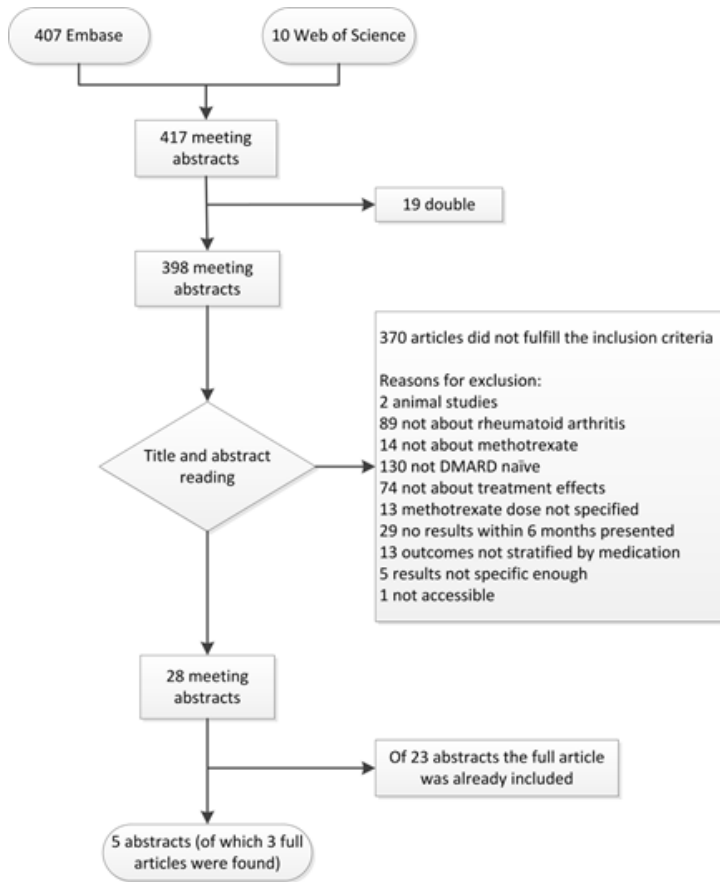 407 Embase
10 Web of Science
417 meeting
abstracts
19 double
398 meeting
abstracts
370 articles did not fulfill the inclusion criteria
Reasons for exclusion:
2 animal studies
89 not about rheumatoid arthritis
14 not about methotrexate
130 not DMARD naïve
74 not about treatment effects
13 methotrexate dose not specified
29 no results within 6 months presented
13 outcomes not stratified by medication
5 results not specific enough
1 not accessible
Title and abstract
reading
28 meeting
abstracts
Of 23 abstracts the full article
was already included
5 abstracts (of which 3 full
articles were found)